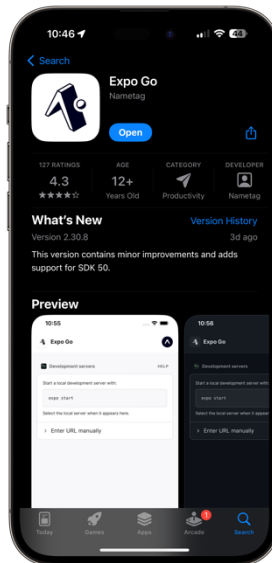 10:46
44
Search
Expo Go
Nametag
Open
127 RATINGS
AGE
CATEGORY
DEVELOPER
4.3
12+
Years Old
Productivity
Nametag
What's New
Version History
Version 2.30.8
3d ago
This version contains minor improvements and adds
support for SDK 50.
Preview
10:55
Expo Go
Development servers
HELP
Start a local development server with:
expo start
Select the local server when it appears here.
Enter URL manually
10:56
Expo Go
Development servers
Start a local development server with
expo start
Select the local server when it appears
Enter URL manually
Today
Games
Apps
Arcade
1
Search